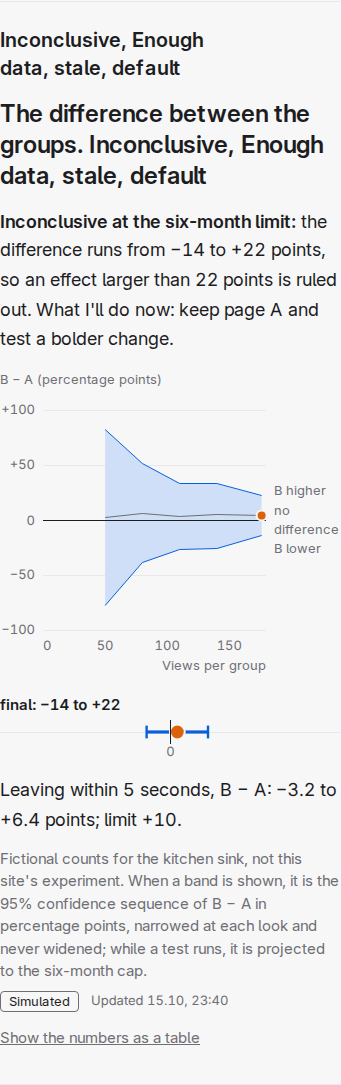 Inconclusive, Enough
data, stale, default
The difference between the
groups. Inconclusive, Enough
data, stale, default
Inconclusive at the six-month limit: the
difference runs from −14 to +22 points,
so an effect larger than 22 points is ruled
out. What I'll do now: keep page A and
test a bolder change.
B − A (percentage points)
+100
+50
0
−50
−100
B higher
no
difference
B lower
0 50 100 150
Views per group
final: −14 to +22
0
Leaving within 5 seconds, B − A: −3.2 to
+6.4 points; limit +10.
Fictional counts for the kitchen sink, not this
site's experiment. When a band is shown, it is the
95% confidence sequence of B − A in
percentage points, narrowed at each look and
never widened; while a test runs, it is projected
to the six-month cap.
Simulated Updated 15.10, 23:40
Show the numbers as a table